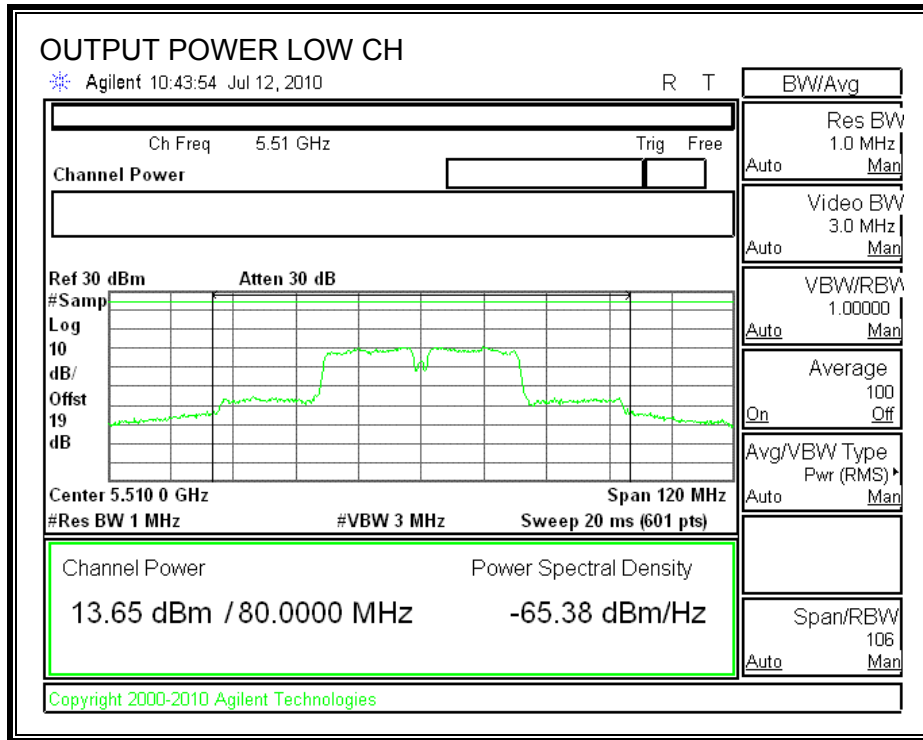 OUTPUT POWER LOW CH
Agilent 10:43:54 Jul 12, 2010 R T
Ch Freq 5.51 GHz Trig Free
Channel Power
Ref 30 dBm Atten 30 dB
#Samp
Log
10
dB/
Offst
19
dB
Center 5.510 0 GHz Span 120 MHz
#Res BW 1 MHz #VBW 3 MHz Sweep 20 ms (601 pts)
Channel Power Power Spectral Density
13.65 dBm / 80.0000 MHz -65.38 dBm/Hz
Copyright 2000-2010 Agilent Technologies
BW/Avg
Res BW
1.0 MHz
Auto Man
Video BW
3.0 MHz
Auto Man
VBW/RBW
1.00000
Auto Man
Average
100
On Off
Avg/VBW Type
Pwr (RMS)
Auto Man
Span/RBW
106
Auto Man